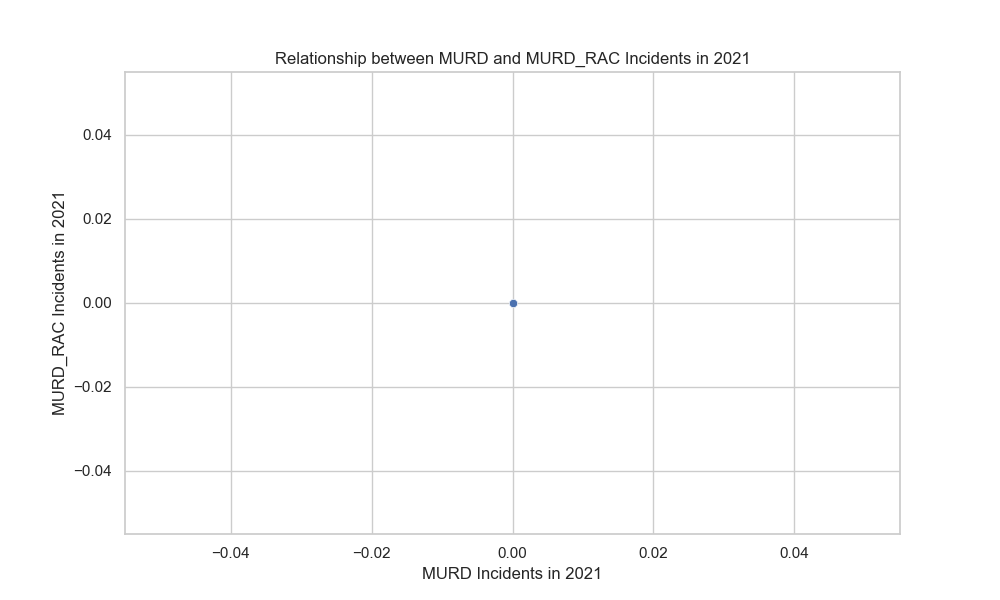 Relationship between MURD and MURD_RAC Incidents in 2021
MURD_RAC Incidents in 2021
0.04
0.02
0.00
−0.02
−0.04
−0.04 −0.02 0.00 0.02 0.04
MURD Incidents in 2021